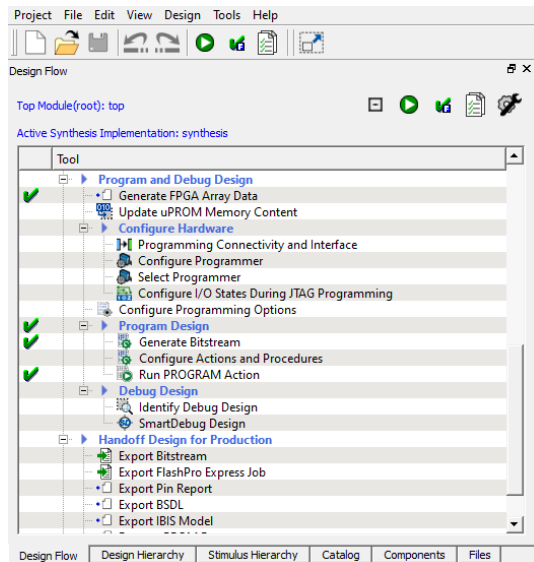 Project File Edit View Design Tools Help
Design Flow
Top Module(root): top
Active Synthesis Implementation: synthesis
Tool
Program and Debug Design
Generate FPGA Array Data
Update uPROM Memory Content
Configure Hardware
Programming Connectivity and Interface
Configure Programmer
Select Programmer
Configure I/O States During JTAG Programming
Configure Programming Options
Program Design
Generate Bitstream
Configure Actions and Procedures
Run PROGRAM Action
Debug Design
Identify Debug Design
SmartDebug Design
Handoff Design for Production
Export Bitstream
Export FlashPro Express Job
Export Pin Report
Export BSDL
Export IBIS Model
Design Flow Design Hierarchy Stimulus Hierarchy Catalog Components Files